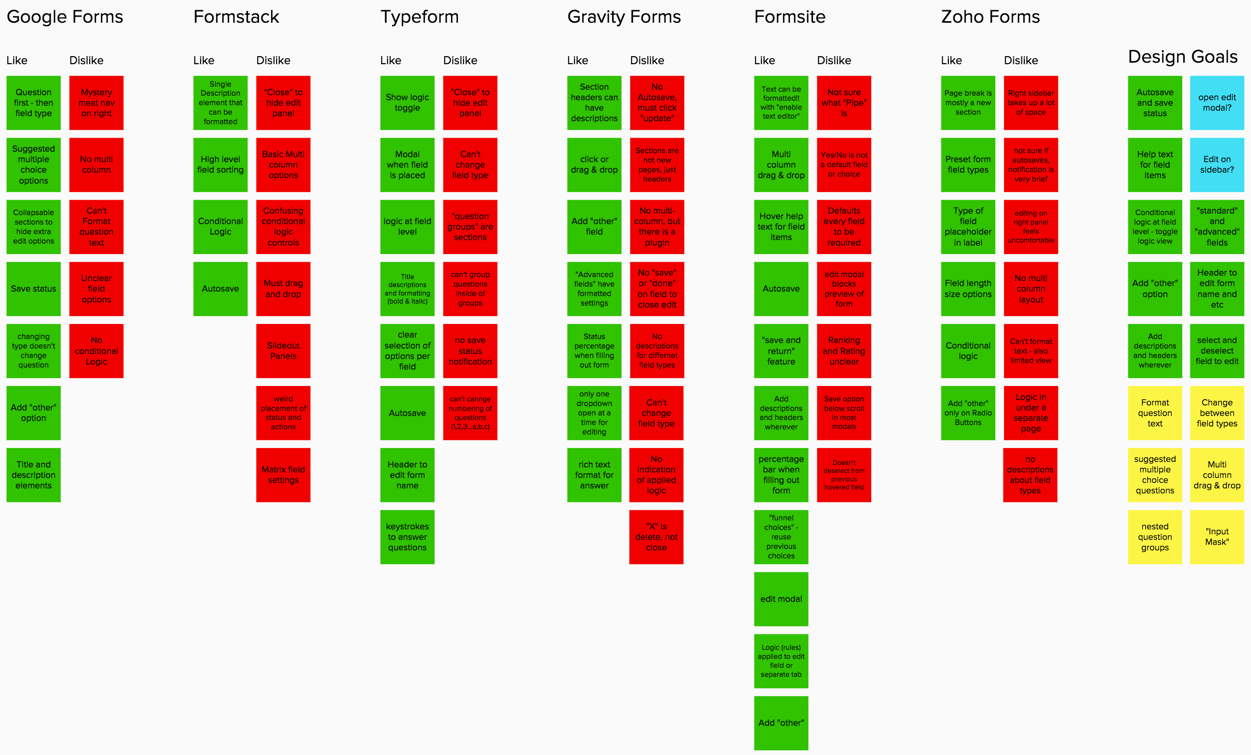 Google Forms
Like
Dislike
Question
first - then
field type
Suggested
multiple
choice
options
Collapsable
sections to
hide extra
edit options
Save status
changing
type doesn't
change
question
Add "other"
option
Title and
description
elements
Mystery
meat nav
on right
No multi
column
Can't
Format
question
text
Unclear
field
options
No
conditional
Logic
Formstack
Like
Dislike
Single
Description
element that
can be
formatted
High level
field sorting
Conditional
Logic
Autosave
"Close" to
hide edit
panel
Basic Multi
column
options
Confusing
conditional
logic
controls
Must drag
and drop
Slideout
Panels
weird
placement of
status and
actions
Matrix field
settings
Typeform
Like
Dislike
Show logic
toggle
Modal
when field
is placed
logic at field
level
Title
descriptions
and formatting
(bold & italic)
clear
selection of
options per
field
Autosave
Header to
edit form
name
keystrokes
to answer
questions
"Close" to
hide edit
panel
Can't
change
field type
"question
groups" are
sections
can't group
questions
inside of
groups
no save
status
notification
can't cannge
numbering of
questions
(1,2,3...a,b,c)
Gravity Forms
Like
Dislike
Section
headers can
have
descriptions
click or
drag & drop
Add "other"
field
"Advanced
fields" have
formatted
settings
Status
percentage
when filling
out form
only one
dropdown
open at a
time for
editing
rich text
format for
answer
No
Autosave,
must click
"update"
Sections are
not new
pages, just
headers
No multi-
column, but
there is a
plugin
No "save"
or "done"
on field to
close edit
No
descriptions
for differnet
field types
Can't
change
field type
No
Indication
of applied
logic
"X" is
delete, not
close
Formsite
Like
Dislike
Text can be
formatted!!
with "enable
text editor"
Multi
column
drag & drop
Hover help
text for field
items
Autosave
"save and
return"
feature
Add
descriptions
and headers
wherever
percentage
bar when
filling out
form
"funnel
choices" -
reuse
previous
choices
edit modal
Logic (rules)
applied to edit
field or
separate tab
Add "other"
Not sure
what "Pipe"
is
Yes/No is not
a default field
or choice
Defaults
every field
to be
required
edit modal
blocks
preview of
form
Ranking
and Rating
unclear
Save option
below scroll
in most
models
Doesn't
deselect from
previous
hovered field
Zoho Forms
Like
Dislike
Page break is
mostly a new
section
Preset form
field types
Type of
field
placeholder
in label
Field length
size options
Conditional
logic
Add "other"
only on Radio
Buttons
Right sidebar
takes up a lot
of space
not sure if
autosaves,
notification is
very brief
editing on
right panel
feels
uncomfortable
No multi
column
layout
Can't format
text - also
limited view
Logic in
under a
separate
page
no
descriptions
about field
types
Design Goals
Autosave
and save
status
Help text
for field
items
Conditional
logic at field
level - toggle
logic view
Add "other"
option
Add
descriptions
and headers
wherever
Format
question
text
suggested
multiple
choice
questions
nested
question
groups
open edit
modal?
Edit on
sidebar?
"standard"
and
"advanced"
fields
Header to
edit form
name and
etc
select and
deselect
field to edit
Change
between
field types
Multi
column
drag & drop
"Input
Mask"